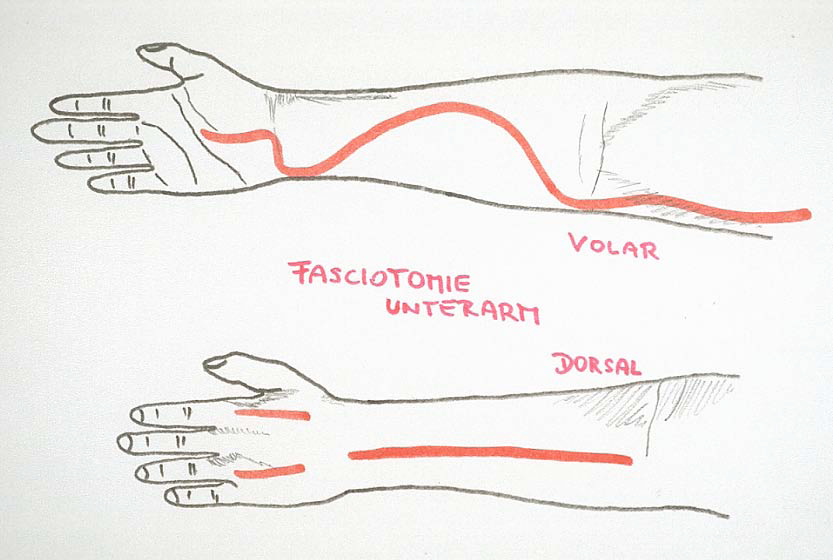 VOLAR
FASCIOTOMIE
UNTERARM
DORSAL